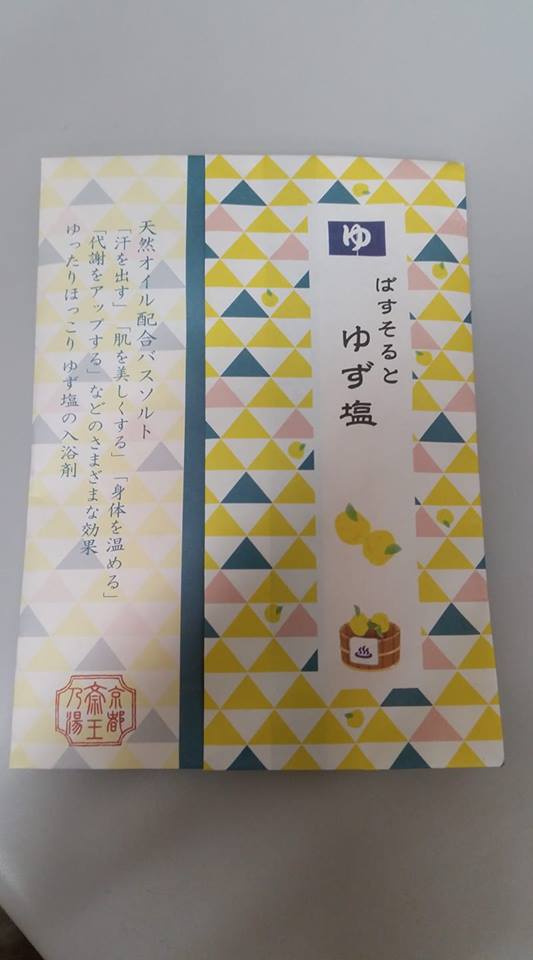 ゆ
ばすそると
ゆず塩
天然オイル配合バスソルト
「汗を出す」「肌を美しくする」「身体を温める」
「代謝をアップする」などのさまざまな効果
ゆったりほっこり ゆず塩の入浴剤
京都
帝王
乃湯